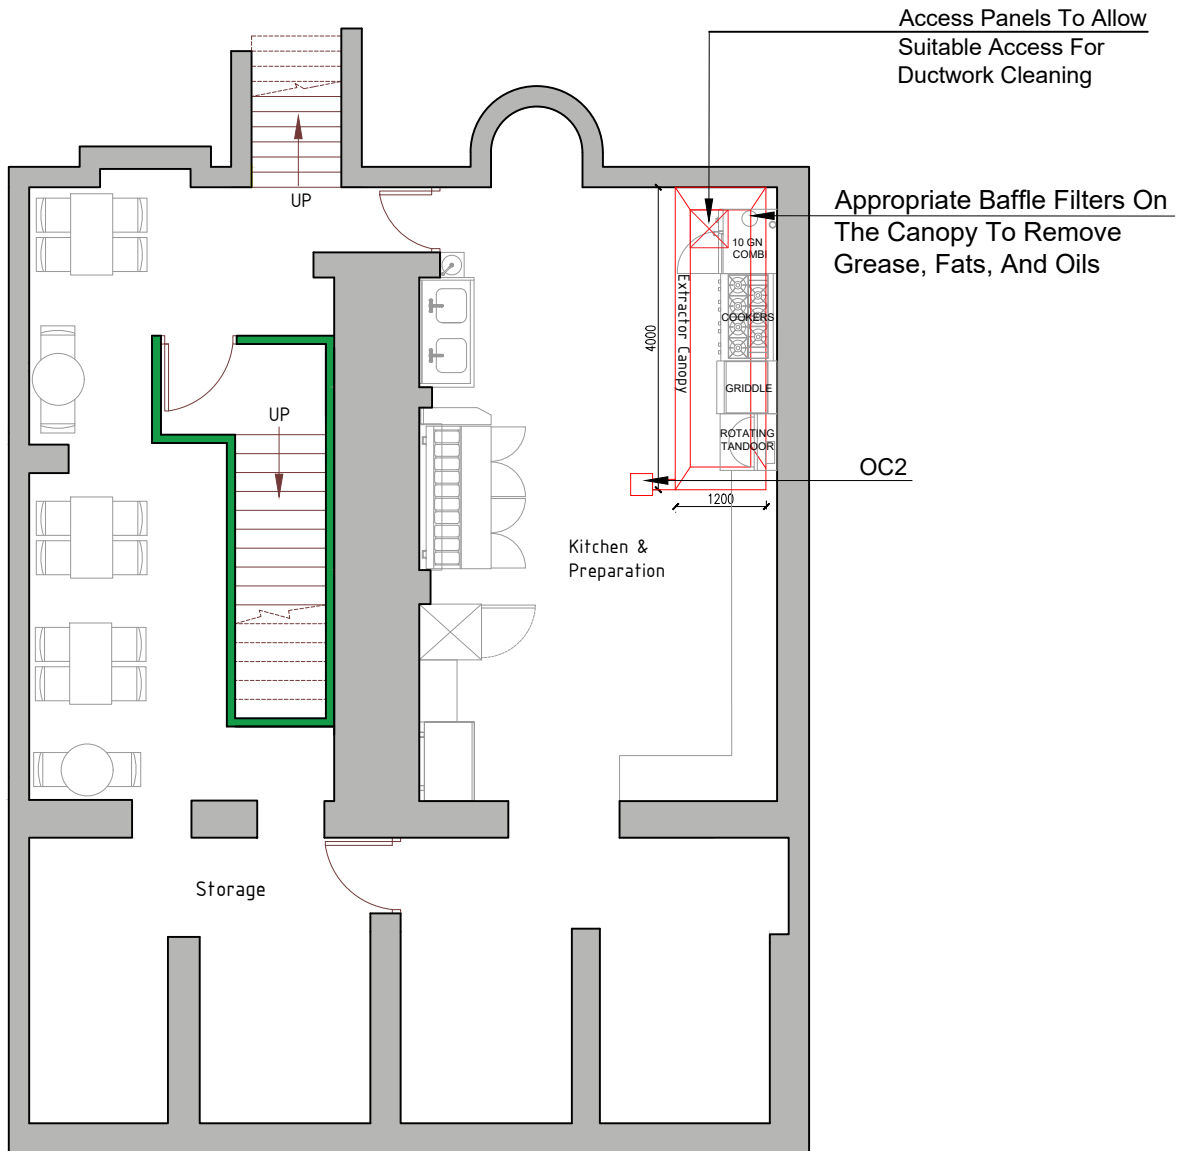 Access Panels To Allow
Suitable Access For
Ductwork Cleaning
UP
Appropriate Baffle Filters On
The Canopy To Remove
Grease, Fats, And Oils
10 GN
COMBI
Extractor Canopy
COOKERS
4000
GRIDDLE
UP
ROTATING
TANDOOR
OC2
1200
Kitchen &
Preparation
Storage